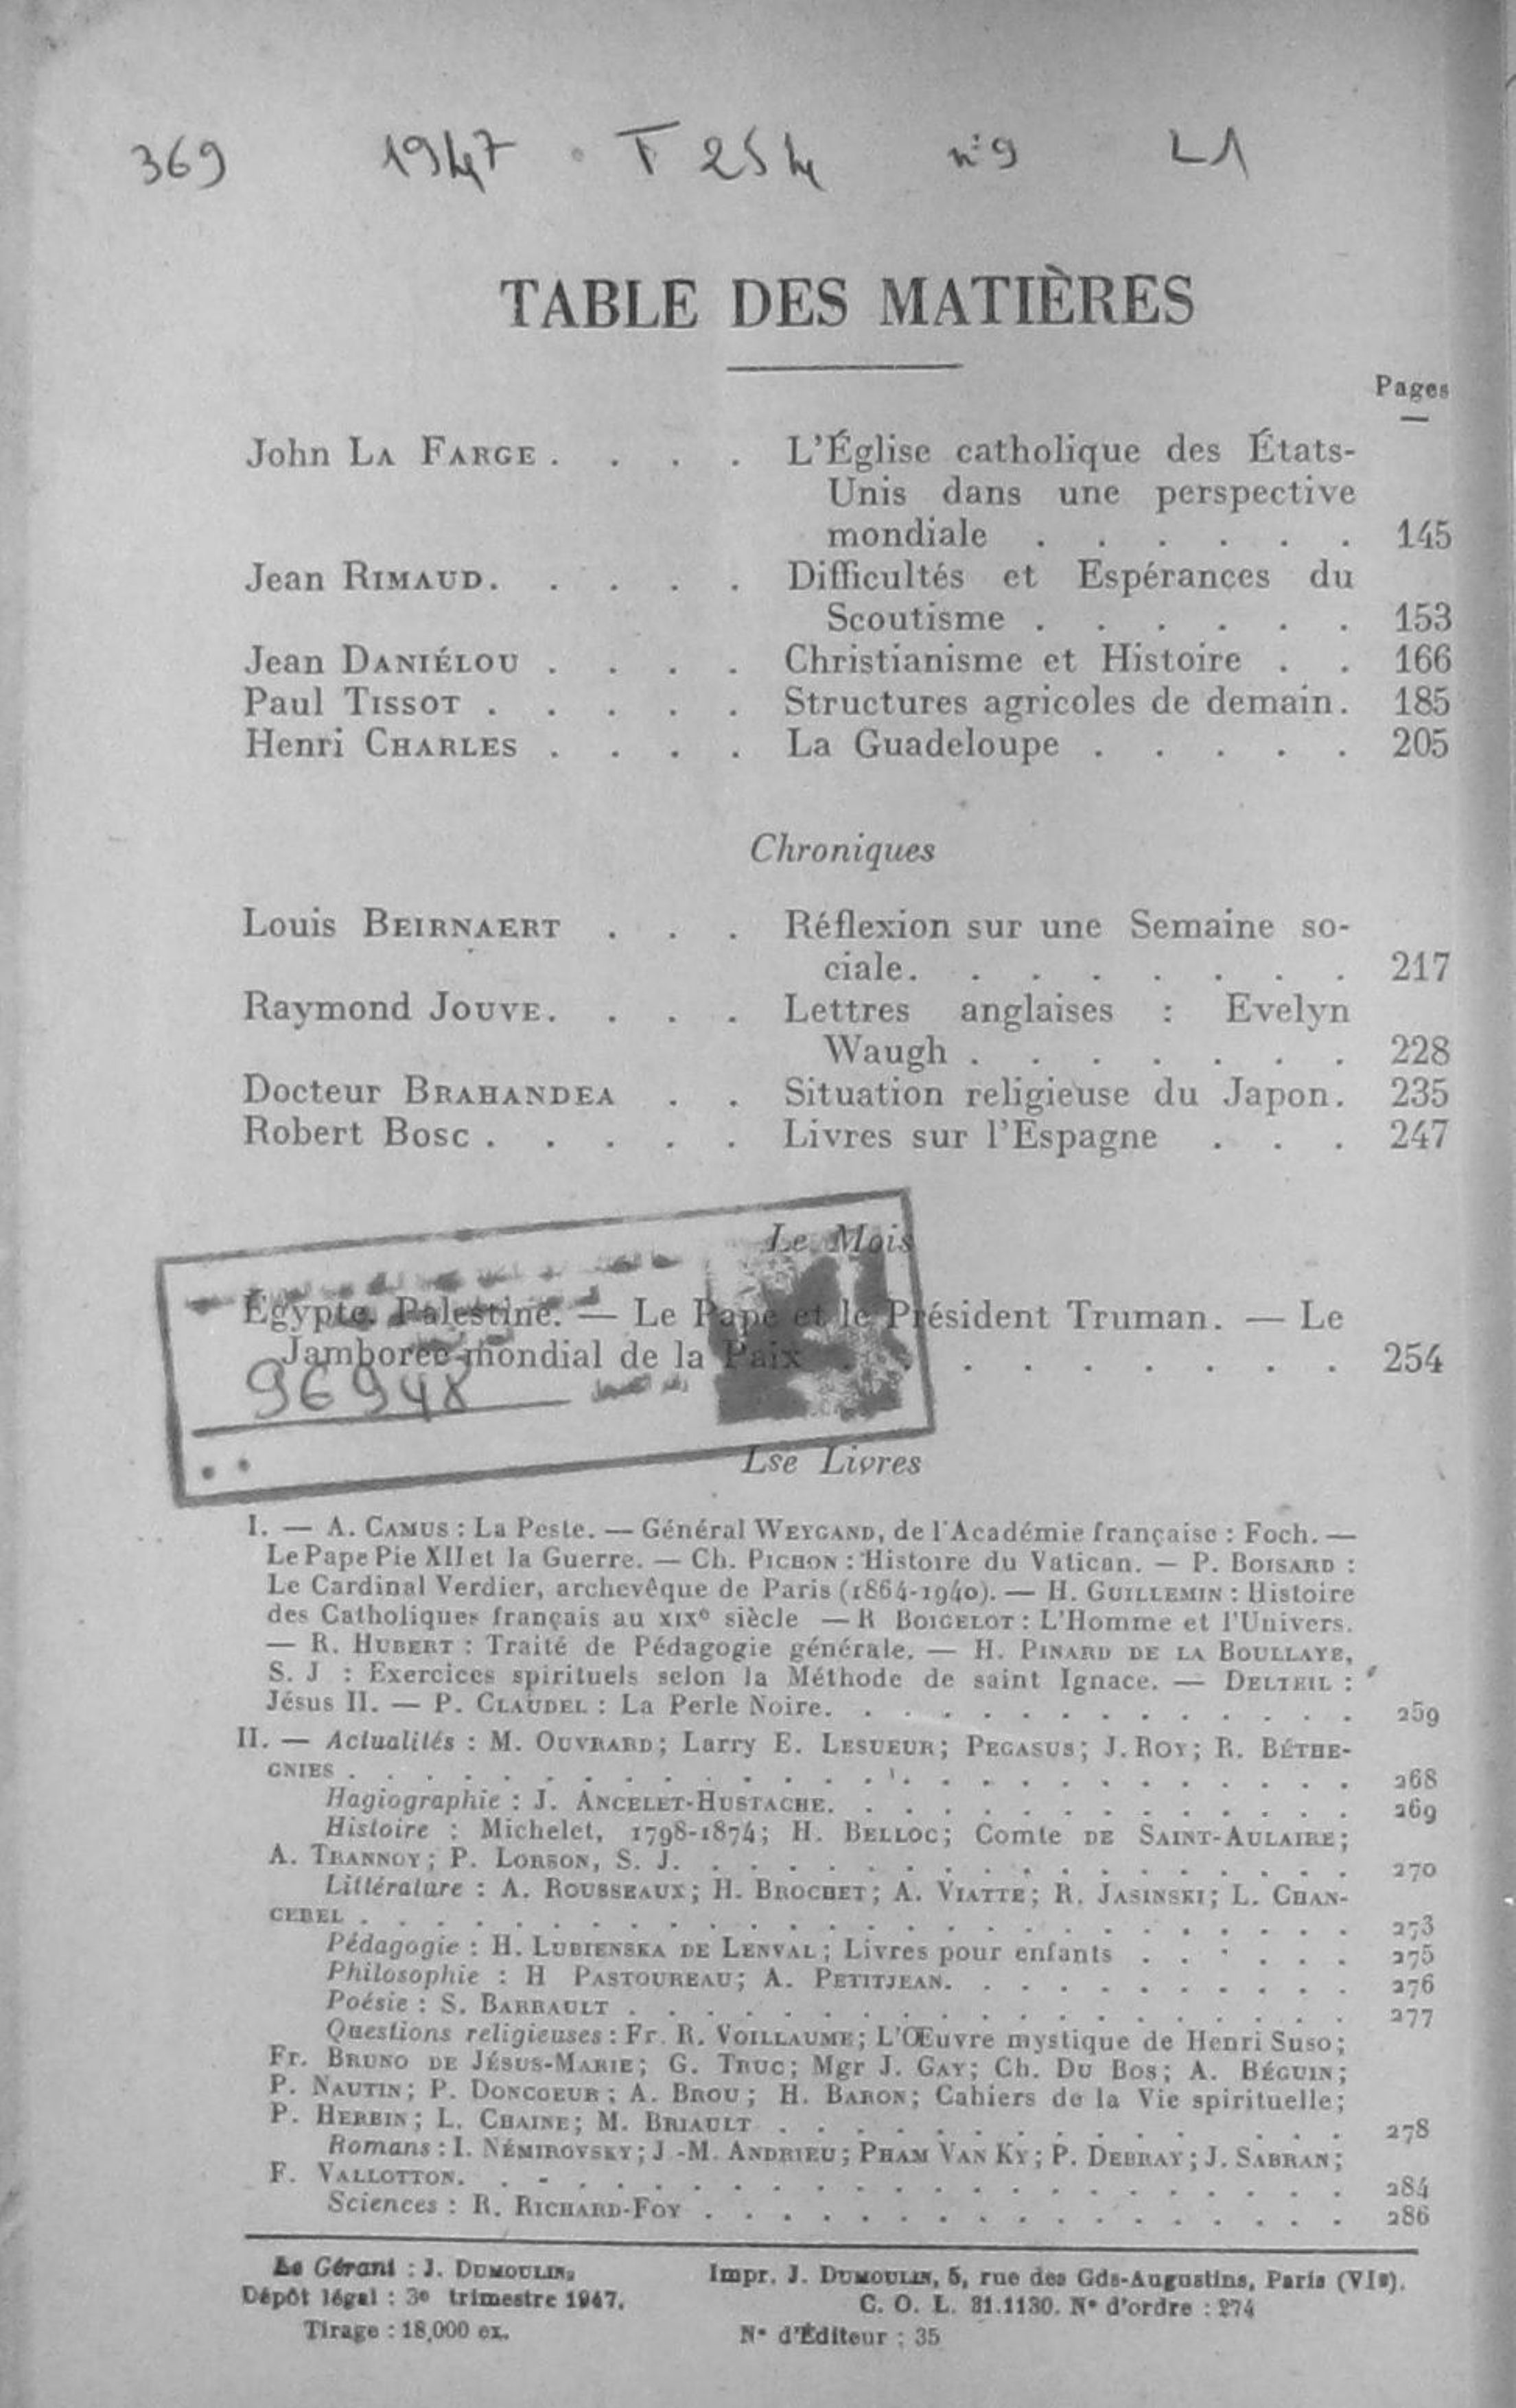 369 1947 T 254 n°9 L1
TABLE DES MATIÈRES
Pages
John LA FARGE . . . . L'Église catholique des États-
Unis dans une perspective
mondiale . . . . . . 145
Jean RIMAUD. . . . . Difficultés et Espérances du
Scoutisme . . . . . . 153
Jean DANIÉLOU . . . . Christianisme et Histoire . . 166
Paul TISSOT . . . . . Structures agricoles de demain. 185
Henri CHARLES . . . . La Guadeloupe . . . . . 205
Chroniques
Louis BEIRNAERT . . . Réflexion sur une Semaine so-
ciale. . . . . . . . 217
Raymond JOUVE. . . . Lettres anglaises : Evelyn
Waugh . . . . . . . 228
Docteur BRAHANDEA . . Situation religieuse du Japon. 235
Robert BOSC . . . . . Livres sur l'Espagne . . . 247
Le Mois
Égypte. Palestine. — Le Pape et le Président Truman. — Le
Jamboree mondial de la Paix . . . . . . . . . 254
96948
Lse Livres
I. — A. CAMUS : La Peste. — Général WEYGAND, de l'Académie française : Foch. —
Le Pape Pie XII et la Guerre. — Ch. PICHON : Histoire du Vatican. — P. BOISARD :
Le Cardinal Verdier, archevêque de Paris (1864-1940). — H. GUILLEMIN : Histoire
des Catholiques français au XIXe siècle — R BOIGELOT : L'Homme et l'Univers.
— R. HUBERT : Traité de Pédagogie générale. — H. PINARD DE LA BOULLAYE,
S. J : Exercices spirituels selon la Méthode de saint Ignace. — DELTEIL :
Jésus II. — P. CLAUDEL : La Perle Noire. . . . . . . . . . . . . . 259
II. — Actualités : M. OUVRARD; Larry E. LESUEUR; PEGASUS; J. ROY; R. BÉTHE-
GNIES . . . . . . . . . . . . . . . . . . . . . . . . . . 268
Hagiographie : J. ANCELET-HUSTACHE. . . . . . . . . . . . . . 269
Histoire : Michelet, 1798-1874; H. BELLOC; Comte DE SAINT-AULAIRE;
A. TRANNOY; P. LORSON, S. J. . . . . . . . . . . . . . . . . . 270
Littérature : A. ROUSSEAUX; H. BROCHET; A. VIATTE; R. JASINSKI; L. CHAN-
CEREL . . . . . . . . . . . . . . . . . . . . . . . . . . 273
Pédagogie : H. LUBIENSKA DE LENVAL; Livres pour enfants . . . . . . 275
Philosophie : H PASTOUREAU; A. PETITJEAN. . . . . . . . . . . . 276
Poésie : S. BARRAULT . . . . . . . . . . . . . . . . . . . 277
Questions religieuses : Fr. R. VOILLAUME; L'Œuvre mystique de Henri Suso;
Fr. BRUNO DE JÉSUS-MARIE; G. TRUC; Mgr J. GAY; Ch. DU BOS; A. BÉGUIN;
P. NAUTIN; P. DONCOEUR; A. BROU; H. BARON; Cahiers de la Vie spirituelle;
P. HERBIN; L. CHAINE; M. BRIAULT . . . . . . . . . . . . . . . 278
Romans : I. NÉMIROVSKY; J.-M. ANDRIEU; PHAM VAN KY; P. DEBRAY; J. SABRAN;
F. VALLOTTON. . . . . . . . . . . . . . . . . . . . . . . 284
Sciences : R. RICHARD-FOY . . . . . . . . . . . . . . . . . 286
Le Gérant : J. DUMOULIN. Impr. J. DUMOULIN, 5, rue des Gds-Augustins, Paris (VIe).
Dépôt légal : 3e trimestre 1947. C. O. L. 31.1130. N° d'ordre : 274
Tirage : 18,000 ex. N° d'Éditeur : 35